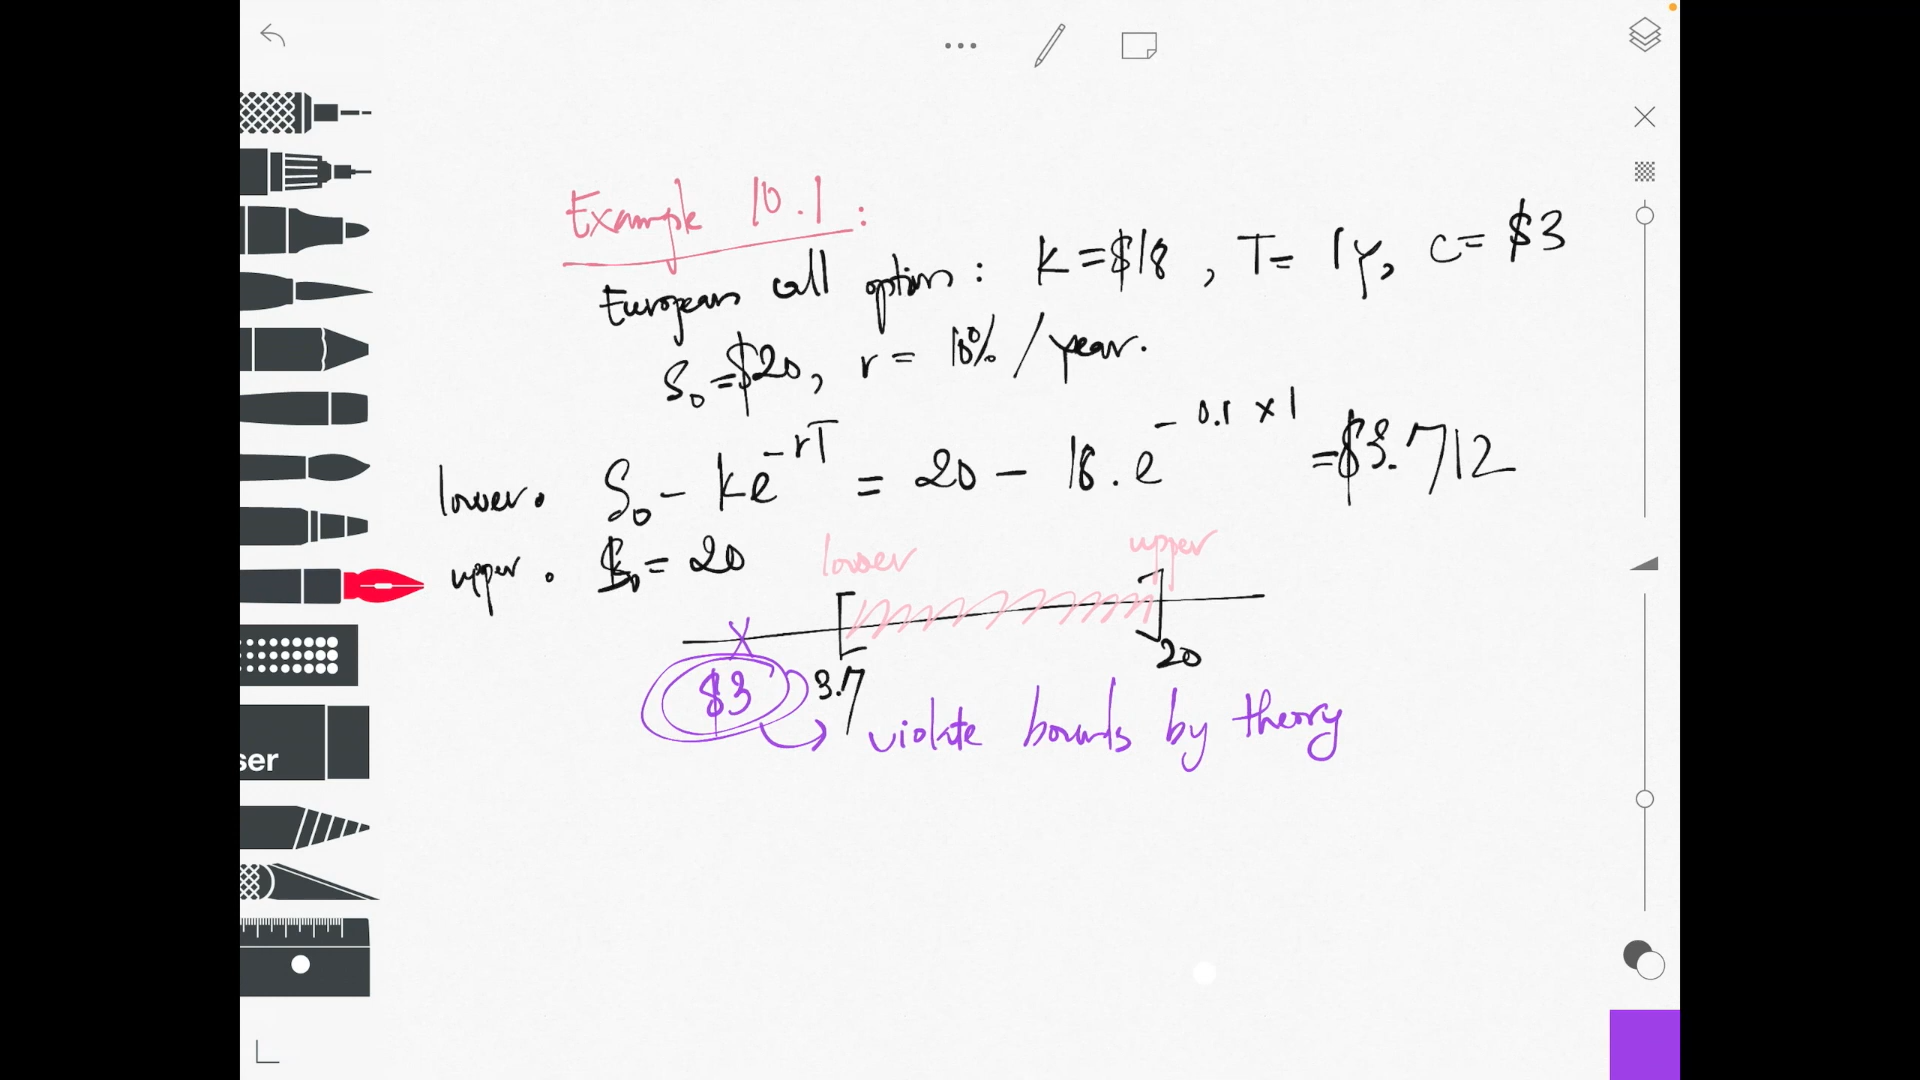 Example 10.1 :
European call option : K = $18 , T = 1y, c = $3
S₀ = $20, r = 10% / year.
lower. S₀ - Ke^-rT = 20 - 18 . e^-0.1 x 1 = $3.712
upper. S₀ = 20
lower upper
X [ ]
$3 3.7 20
violate bounds by theory
ser